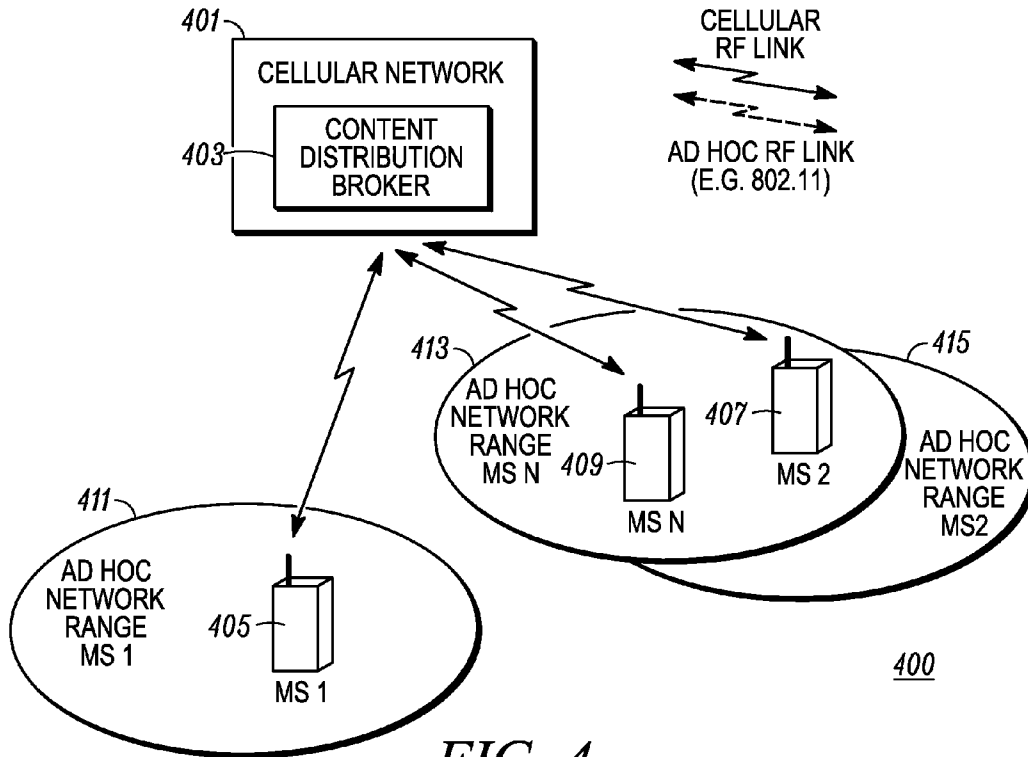 401
CELLULAR NETWORK
403
CONTENT
DISTRIBUTION
BROKER
CELLULAR
RF LINK
AD HOC RF LINK
(E.G. 802.11)
413
AD HOC
NETWORK
RANGE
MS N
409
MS N
407
MS 2
415
AD HOC
NETWORK
RANGE
MS2
411
AD HOC
NETWORK
RANGE
MS 1
405
MS 1
400
FIG. 4